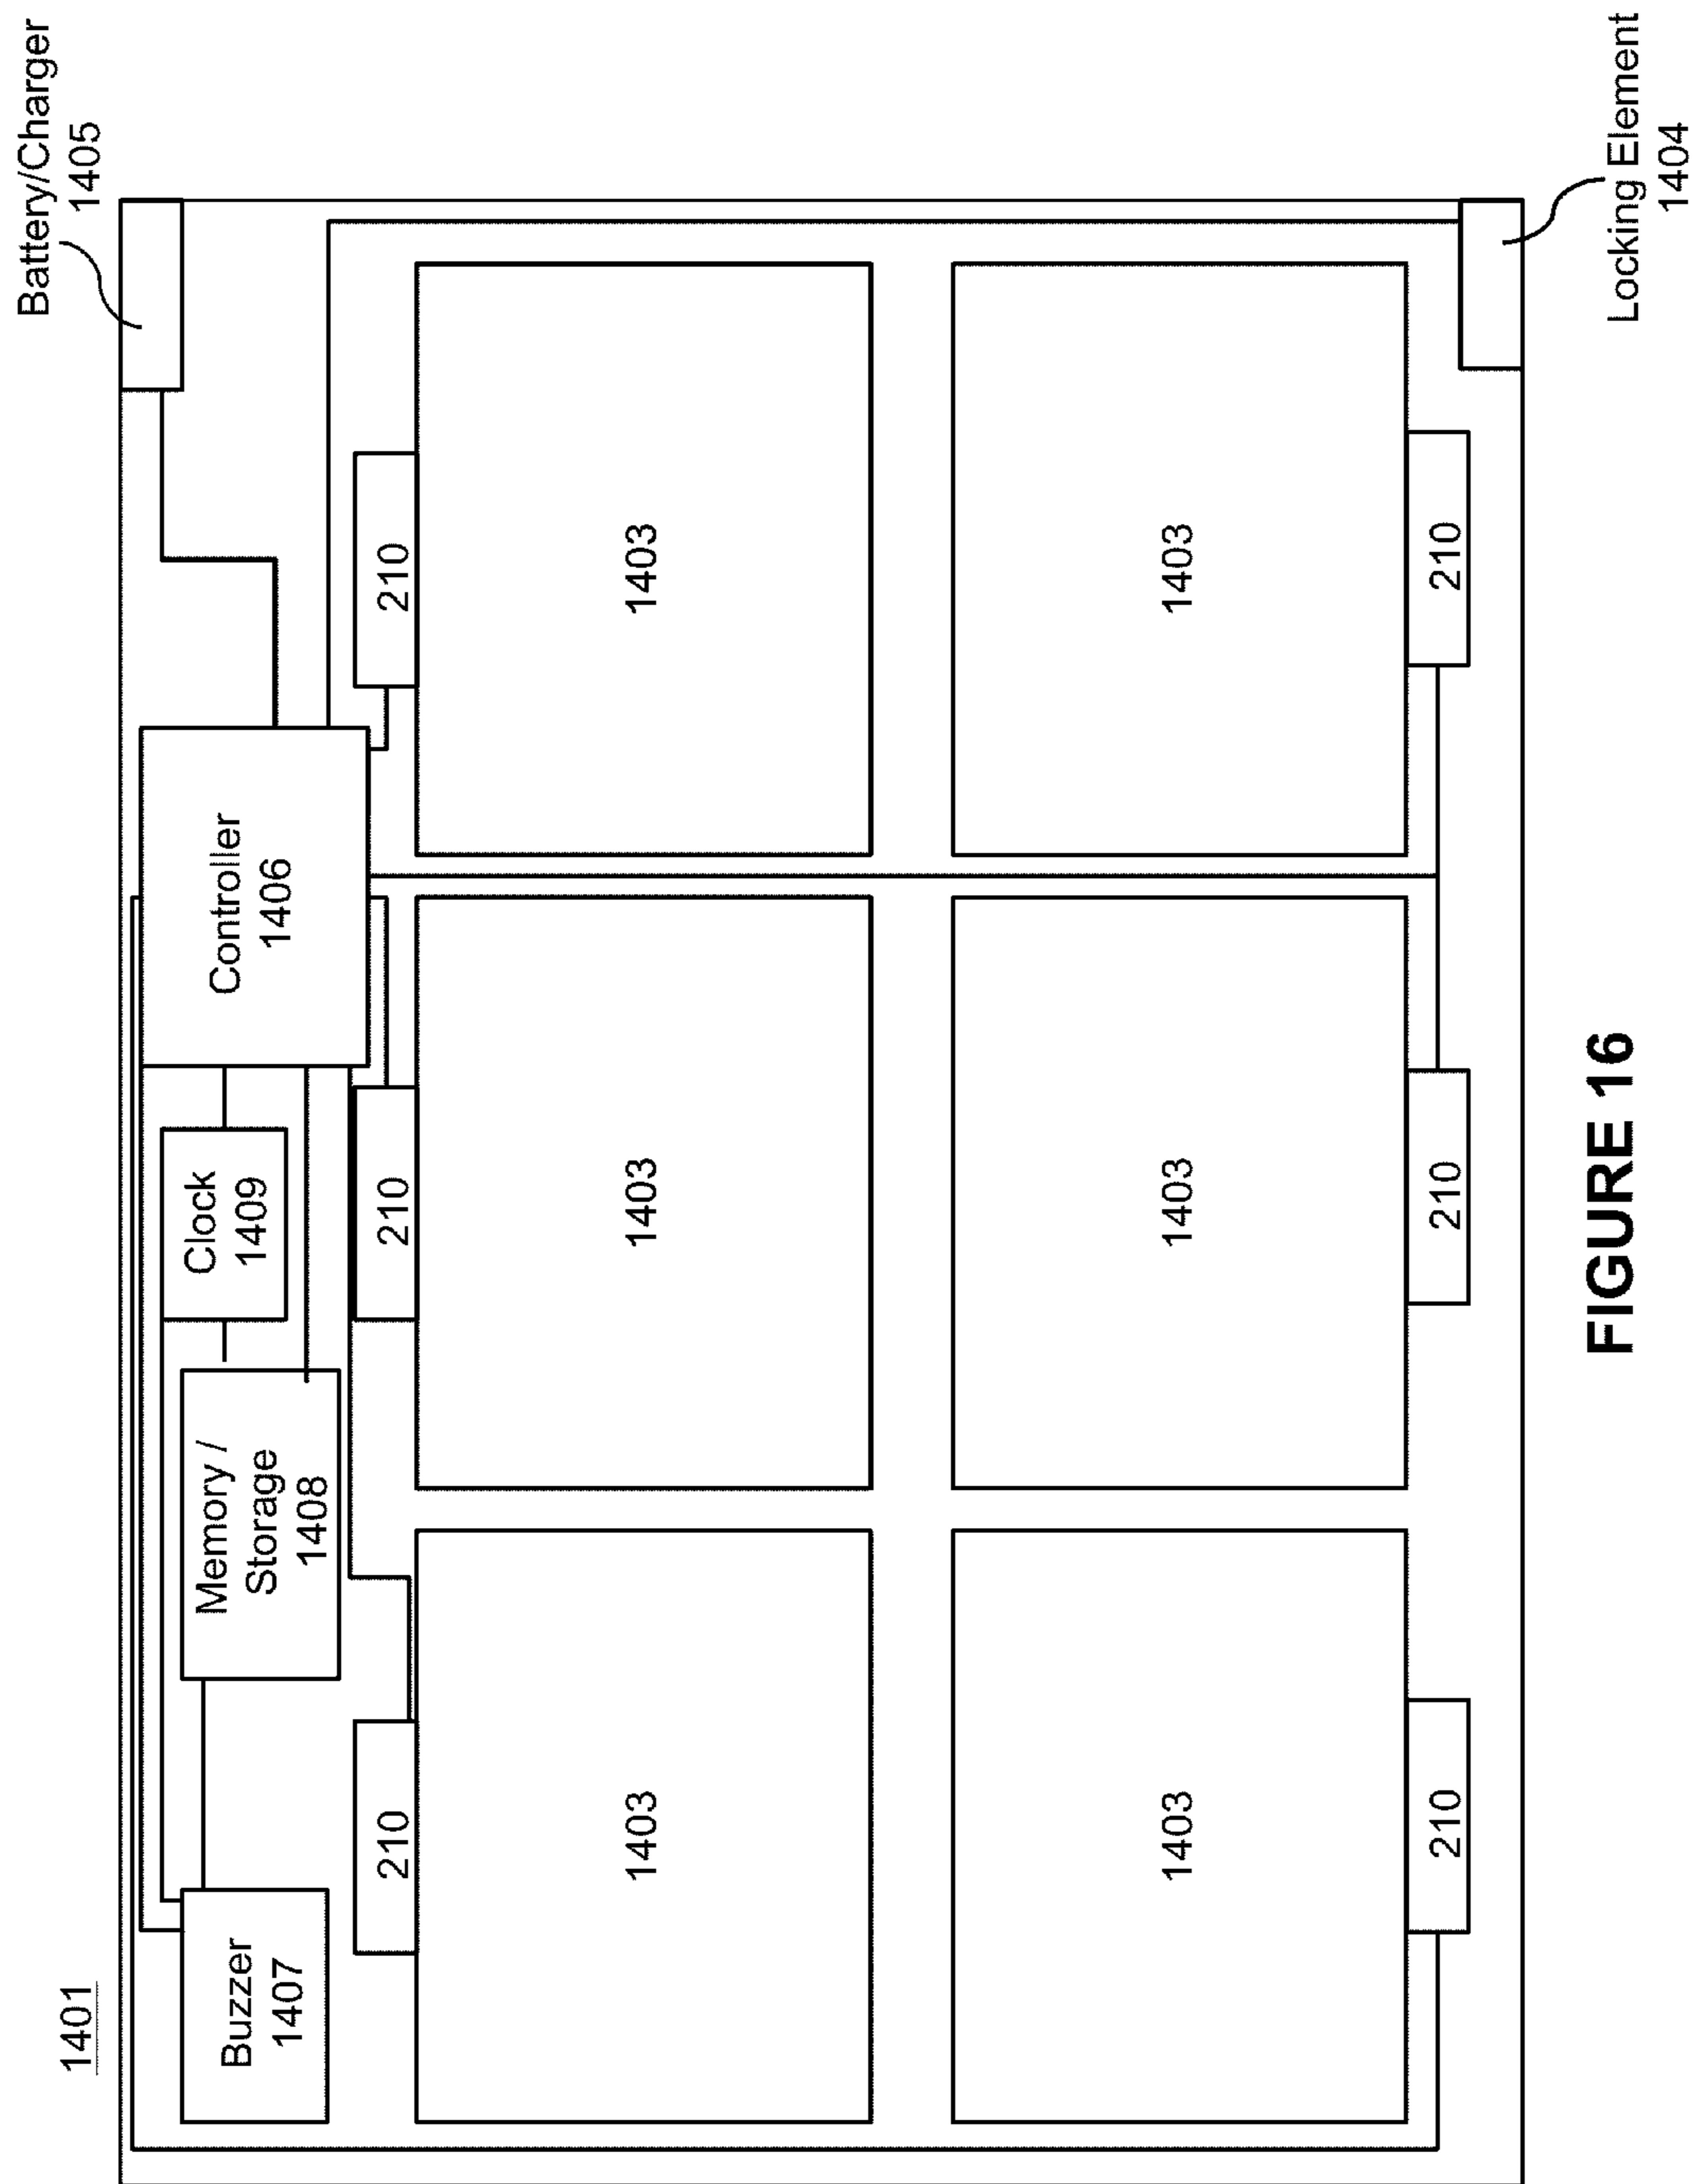 1401
Battery/Charger
1405
Buzzer
1407
Memory /
Storage
1408
Clock
1409
Controller
1406
210
210
210
1403
1403
1403
1403
1403
1403
210
210
210
Locking Element
1404
FIGURE 16